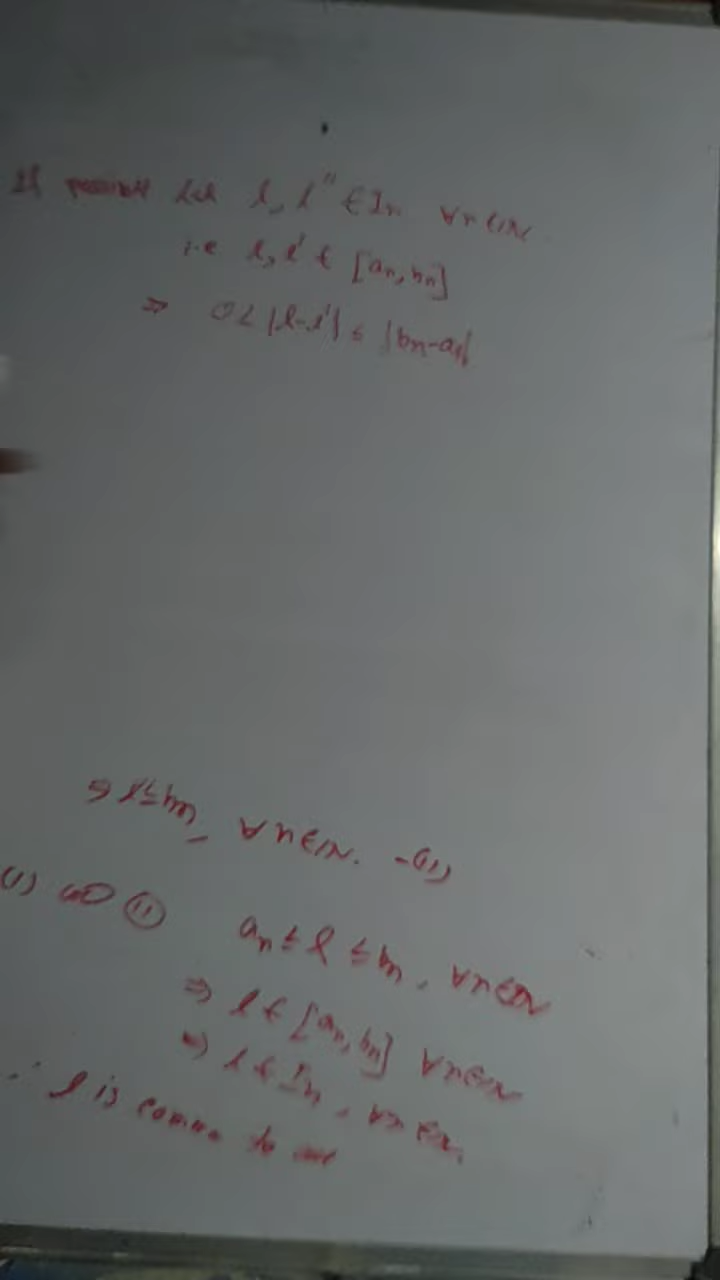 If possible let l, l'' ∈ Iₙ ∀n∈ℕ
i.e l, l' ∈ [aₙ, bₙ]
⇒ 0 < |l-l'| ≤ |bₙ-aₙ|
⇒ l ≤ bₙ, ∀n∈ℕ. -(ii)
(i) (ii) aₙ ≤ l ≤ bₙ, ∀n∈ℕ
⇒ l ∈ [aₙ, bₙ] ∀n∈ℕ
⇒ l ∈ Iₙ, ∀n∈ℕ,
∴ l is to